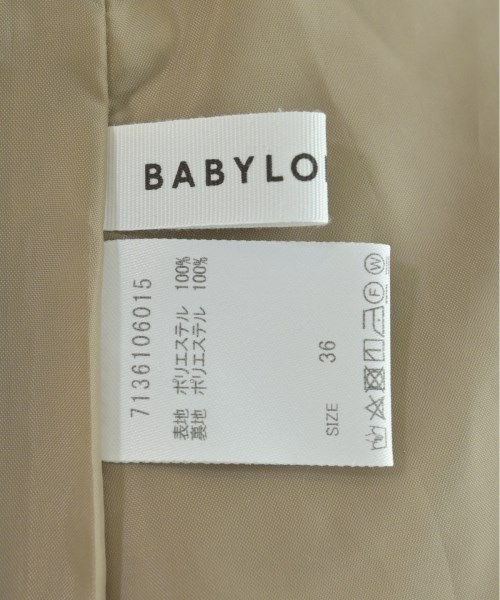 BABYLO
7136106015
表地 ポリエステル 100%
裏地 ポリエステル 100%
SIZE 36
F W